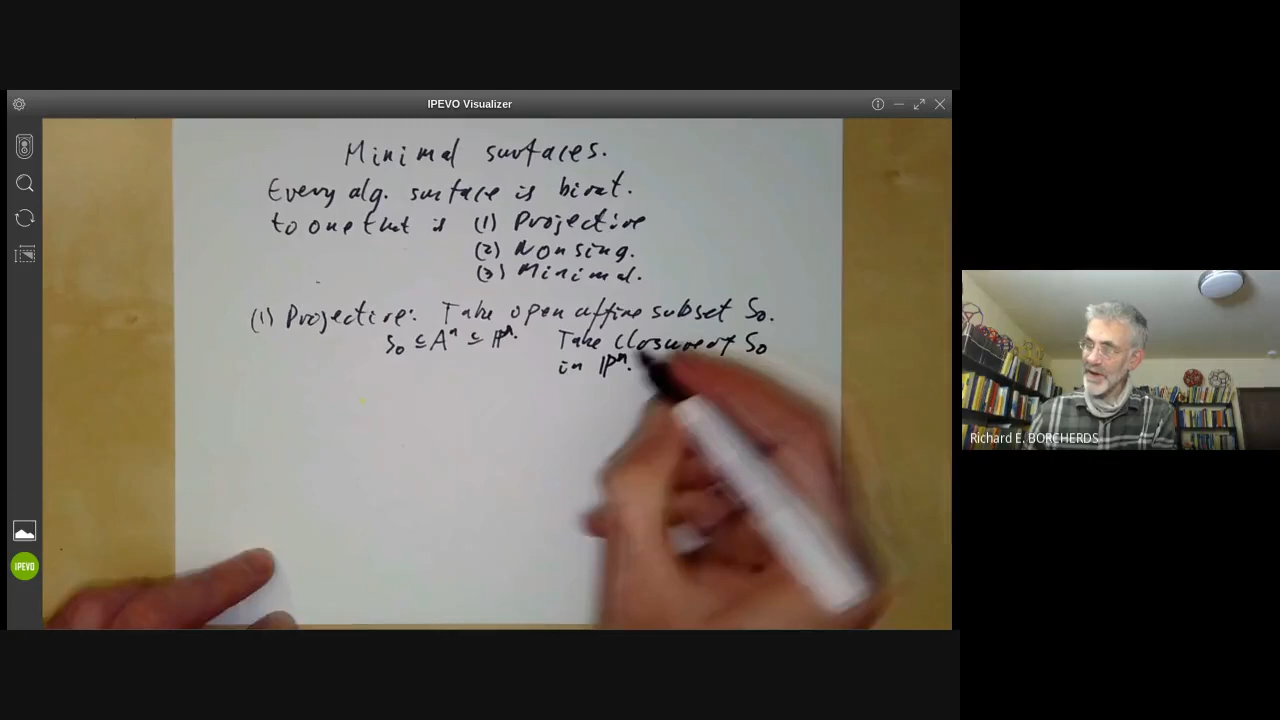 IPEVO Visualizer
Minimal surfaces.
Every alg. surface is birat.
to one that is (1) Projective
(2) Nonsing.
(3) Minimal.
(1) Projective: Take open affine subset S₀.
S₀ ⊆ Aⁿ ⊆ ℙⁿ. Take closure of S₀
in ℙⁿ.
Richard E. BORCHERDS
IPEVO